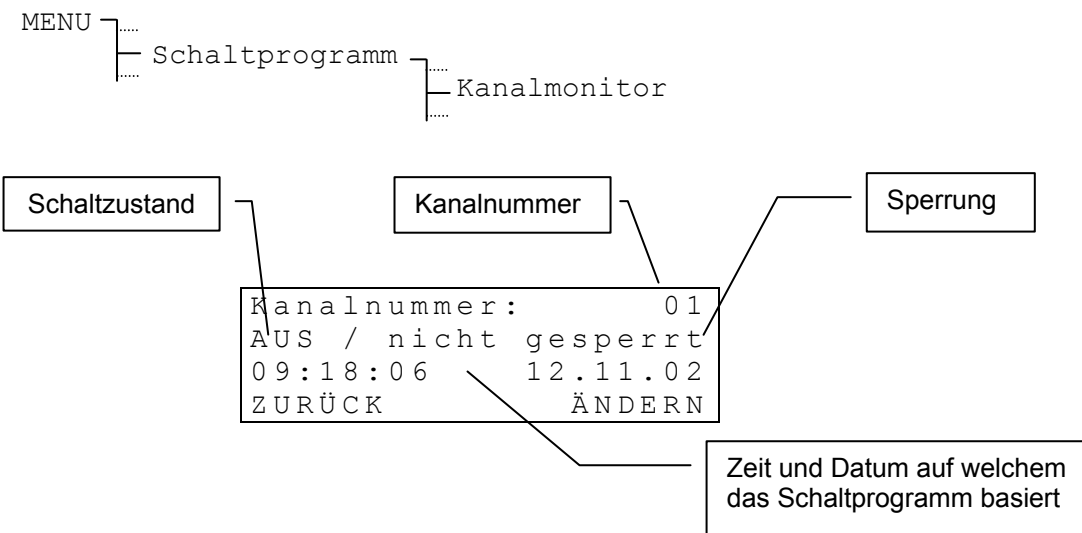 MENU
.....
Schaltprogramm
.....
.....
Kanalmonitor
.....
Schaltzustand
Kanalnummer
Sperrung
Kanalnummer: 01
AUS / nicht gesperrt
09:18:06 12.11.02
ZURÜCK ÄNDERN
Zeit und Datum auf welchem
das Schaltprogramm basiert